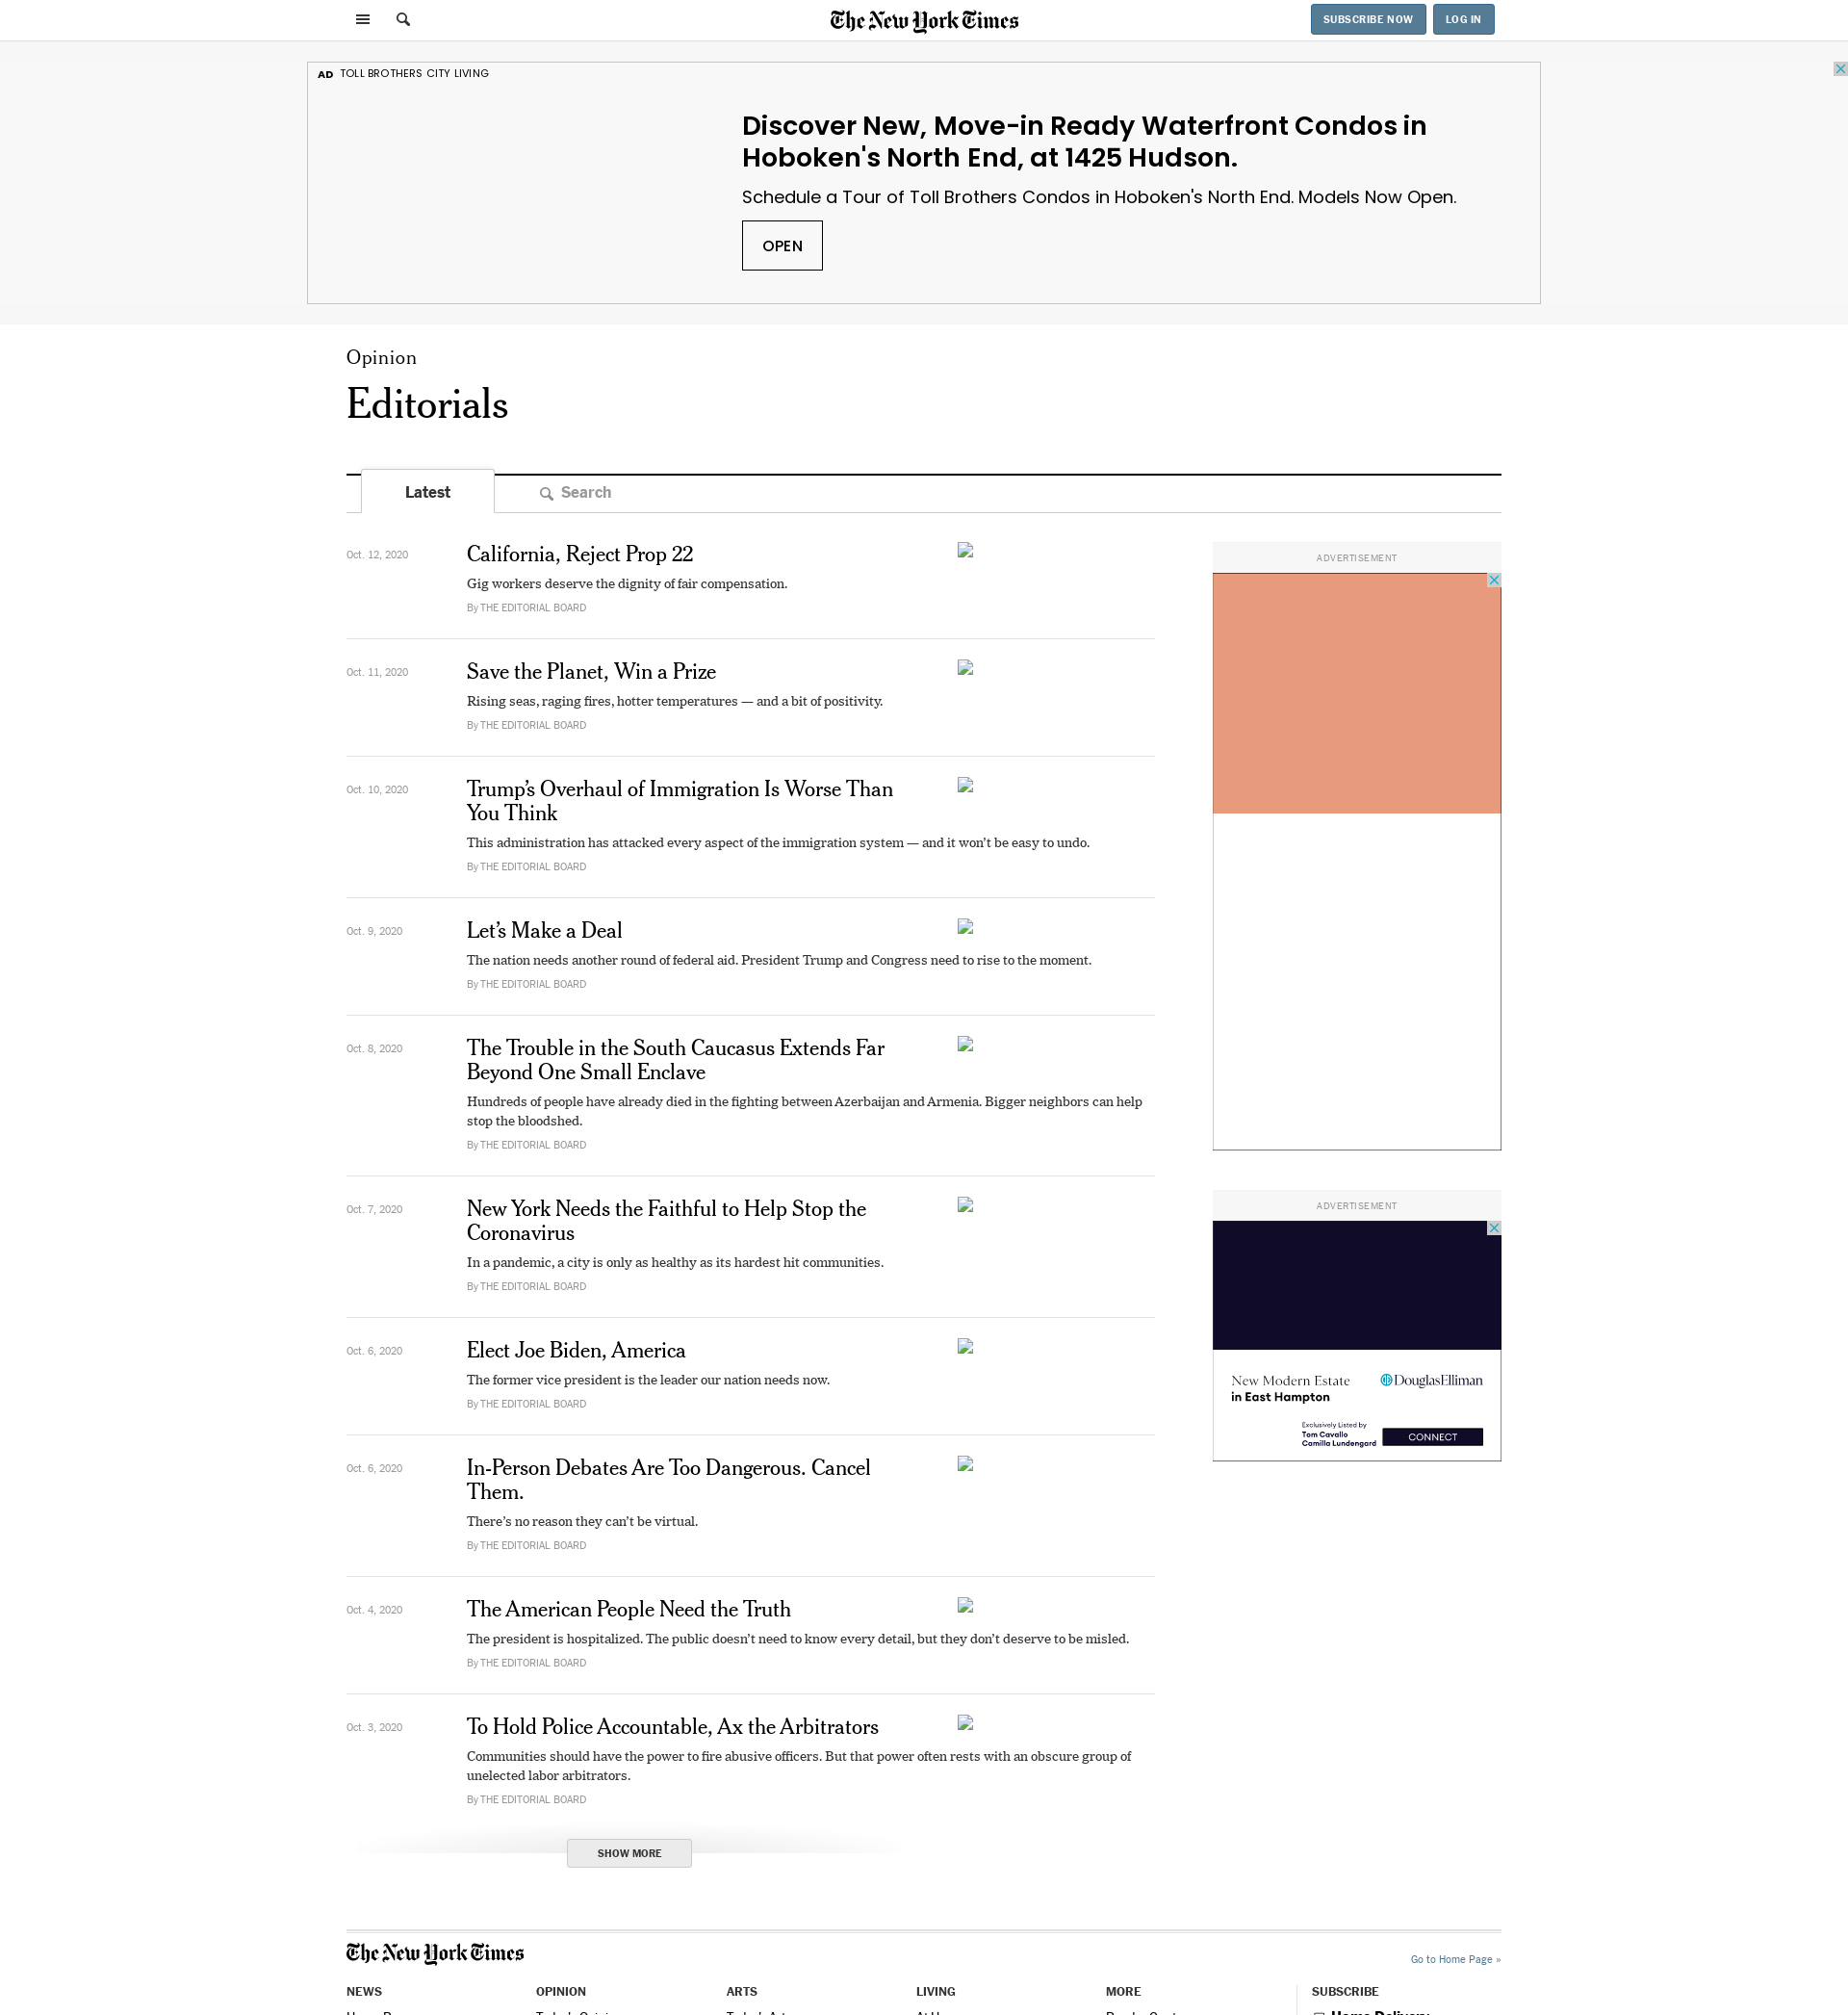 The New York Times
SUBSCRIBE NOW
LOG IN
AD TOLL BROTHERS CITY LIVING
Discover New, Move-in Ready Waterfront Condos in
Hoboken's North End, at 1425 Hudson.
Schedule a Tour of Toll Brothers Condos in Hoboken's North End. Models Now Open.
OPEN
Opinion
Editorials
Latest
Search
Oct. 12, 2020
California, Reject Prop 22
Gig workers deserve the dignity of fair compensation.
By THE EDITORIAL BOARD
Oct. 11, 2020
Save the Planet, Win a Prize
Rising seas, raging fires, hotter temperatures — and a bit of positivity.
By THE EDITORIAL BOARD
Oct. 10, 2020
Trump’s Overhaul of Immigration Is Worse Than
You Think
This administration has attacked every aspect of the immigration system — and it won’t be easy to undo.
By THE EDITORIAL BOARD
Oct. 9, 2020
Let’s Make a Deal
The nation needs another round of federal aid. President Trump and Congress need to rise to the moment.
By THE EDITORIAL BOARD
Oct. 8, 2020
The Trouble in the South Caucasus Extends Far
Beyond One Small Enclave
Hundreds of people have already died in the fighting between Azerbaijan and Armenia. Bigger neighbors can help
stop the bloodshed.
By THE EDITORIAL BOARD
Oct. 7, 2020
New York Needs the Faithful to Help Stop the
Coronavirus
In a pandemic, a city is only as healthy as its hardest hit communities.
By THE EDITORIAL BOARD
Oct. 6, 2020
Elect Joe Biden, America
The former vice president is the leader our nation needs now.
By THE EDITORIAL BOARD
Oct. 6, 2020
In-Person Debates Are Too Dangerous. Cancel
Them.
There’s no reason they can’t be virtual.
By THE EDITORIAL BOARD
Oct. 4, 2020
The American People Need the Truth
The president is hospitalized. The public doesn’t need to know every detail, but they don’t deserve to be misled.
By THE EDITORIAL BOARD
Oct. 3, 2020
To Hold Police Accountable, Ax the Arbitrators
Communities should have the power to fire abusive officers. But that power often rests with an obscure group of
unelected labor arbitrators.
By THE EDITORIAL BOARD
SHOW MORE
ADVERTISEMENT
ADVERTISEMENT
New Modern Estate
in East Hampton
DouglasElliman
Exclusively Listed by
Tom Cavallo
Camilla Lundengard
CONNECT
The New York Times
Go to Home Page »
NEWS
OPINION
ARTS
LIVING
MORE
SUBSCRIBE
Home Delivery